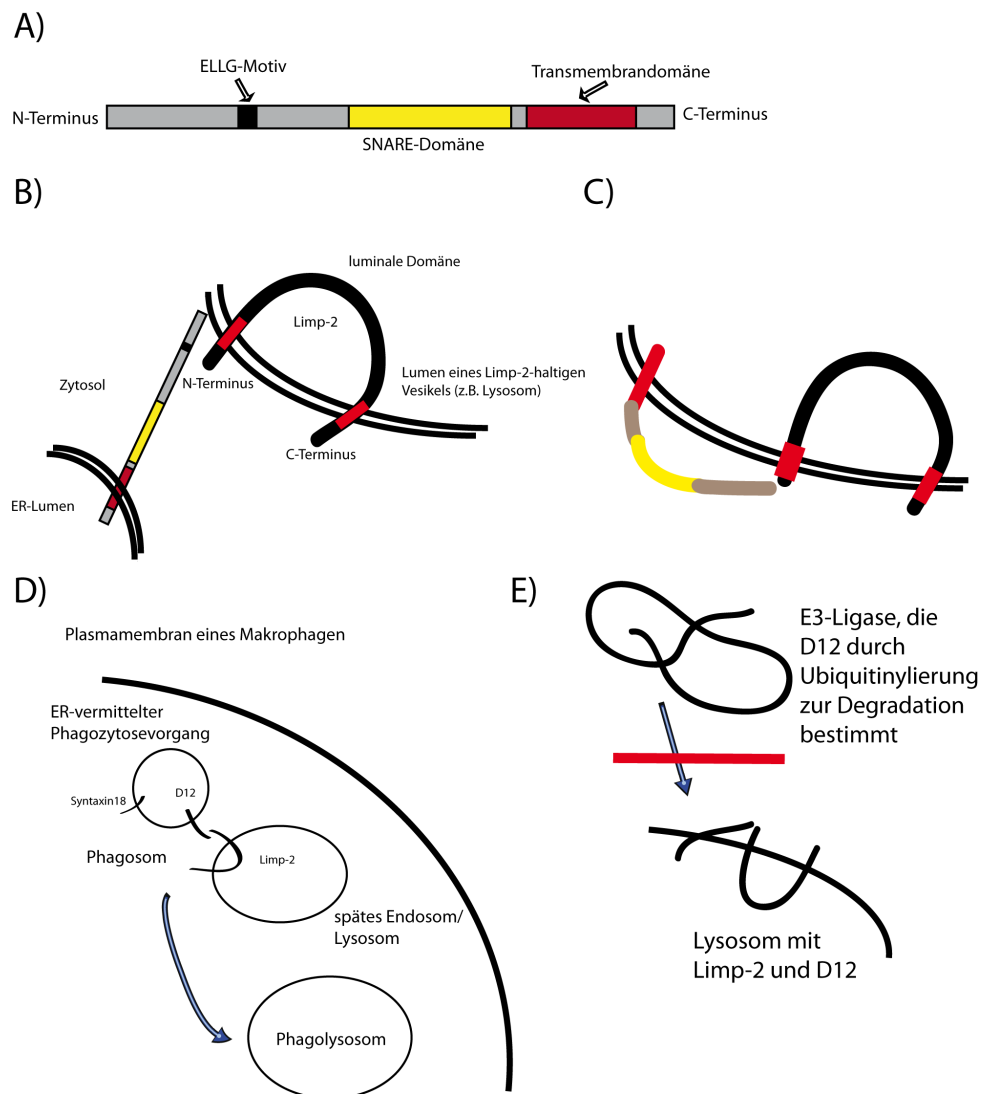 A)
ELLG-Motiv
Transmembrandomäne
N-Terminus
C-Terminus
SNARE-Domäne
B)
luminale Domäne
Limp-2
Zytosol
N-Terminus
Lumen eines Limp-2-haltigen
Vesikels (z.B. Lysosom)
C-Terminus
ER-Lumen
C)
D)
Plasmamembran eines Makrophagen
ER-vermittelter
Phagozytosevorgang
Syntaxin18
D12
Phagosom
Limp-2
spätes Endosom/
Lysosom
Phagolysosom
E)
E3-Ligase, die
D12 durch
Ubiquitinylierung
zur Degradation
bestimmt
Lysosom mit
Limp-2 und D12